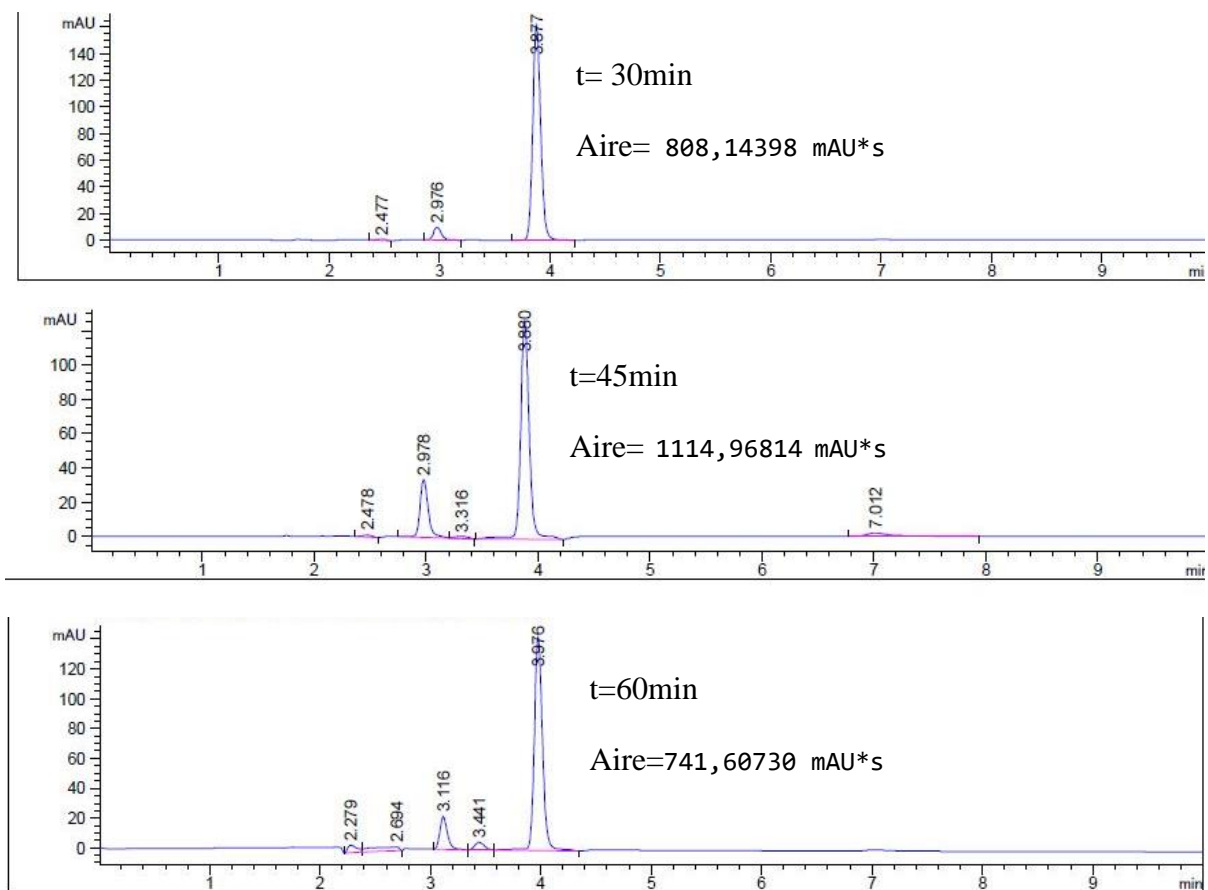 mAU
140
120
100
80
60
40
20
0
2.477
2.976
3.877
t= 30min
Aire= 808,14398 mAU*s
1 2 3 4 5 6 7 8 9 mi
mAU
100
80
60
40
20
0
2.478
2.978
3.316
3.880
7.012
t=45min
Aire= 1114,96814 mAU*s
1 2 3 4 5 6 7 8 9 min
mAU
120
100
80
60
40
20
0
2.279
2.694
3.116
3.441
3.976
t=60min
Aire=741,60730 mAU*s
1 2 3 4 5 6 7 8 9 min